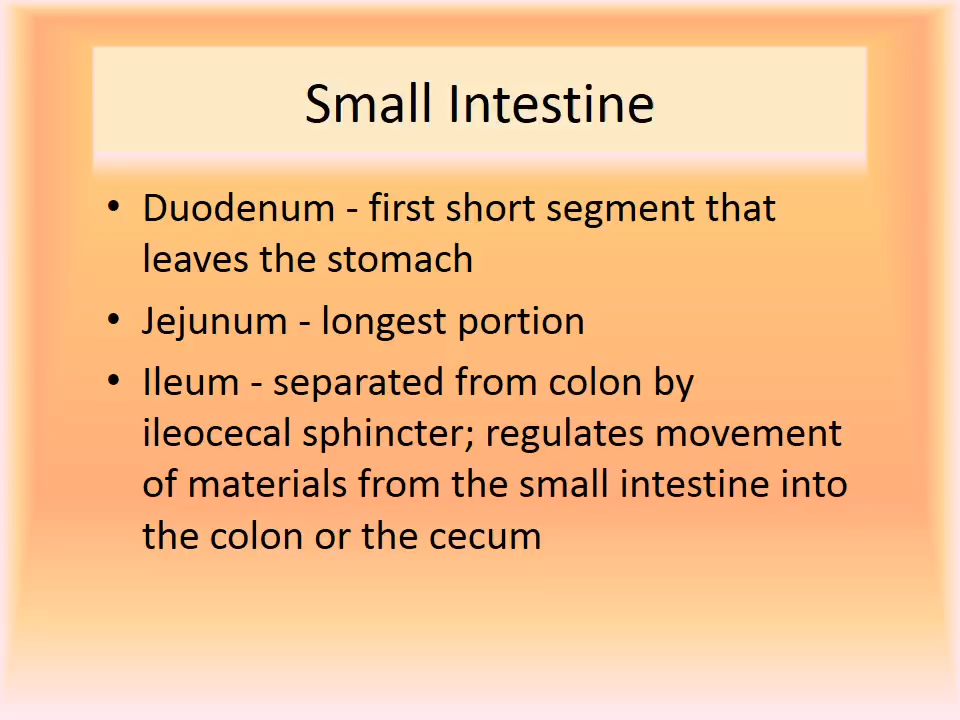 Small Intestine
• Duodenum - first short segment that
leaves the stomach
• Jejunum - longest portion
• Ileum - separated from colon by
ileocecal sphincter; regulates movement
of materials from the small intestine into
the colon or the cecum